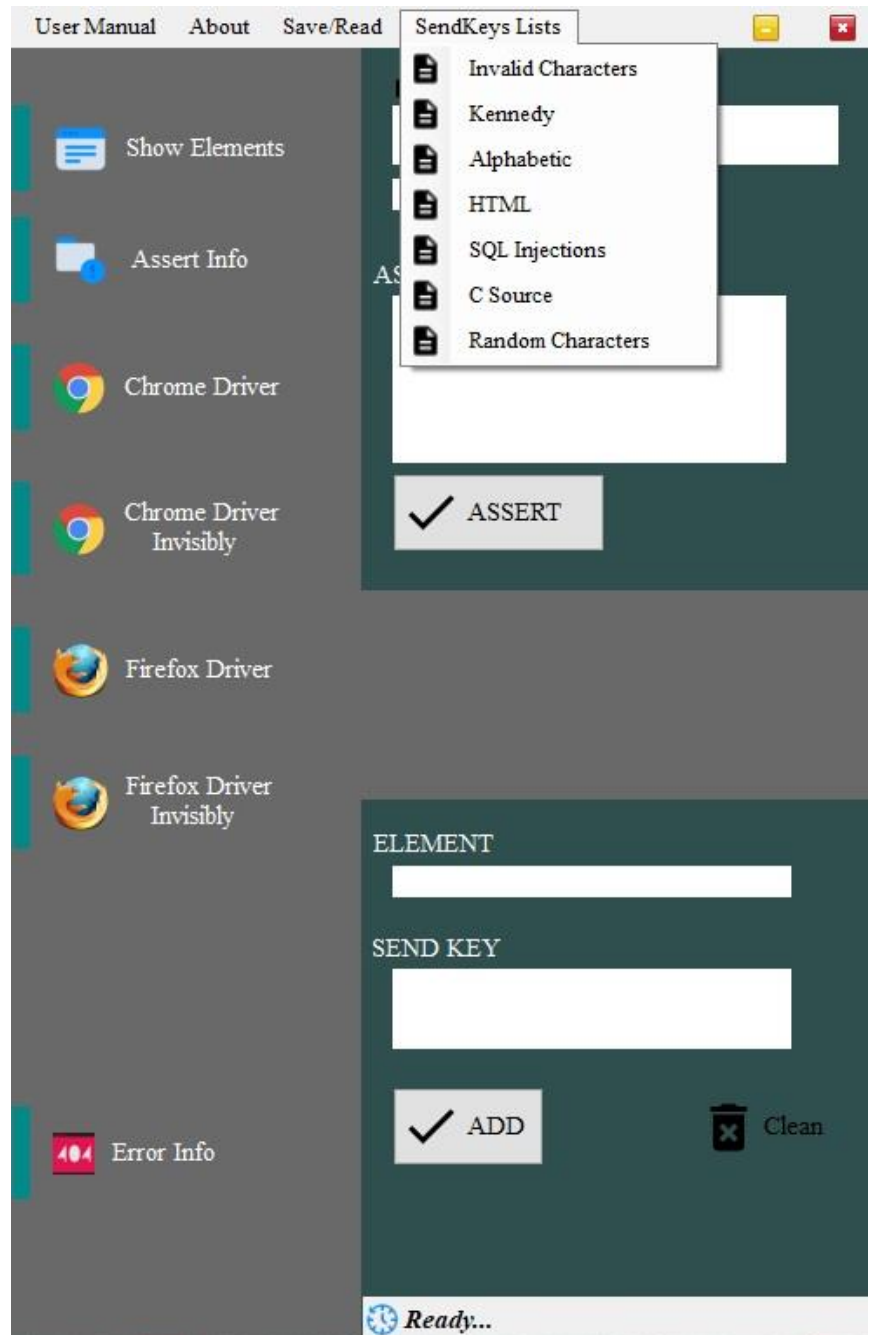 User Manual About Save/Read SendKeys Lists
Invalid Characters
Kennedy
Alphabetic
HTML
SQL Injections
C Source
Random Characters
Show Elements
Assert Info
Chrome Driver
Chrome Driver
Invisibly
Firefox Driver
Firefox Driver
Invisibly
404 Error Info
ASSERT
ELEMENT
SEND KEY
ADD
Clean
Ready...